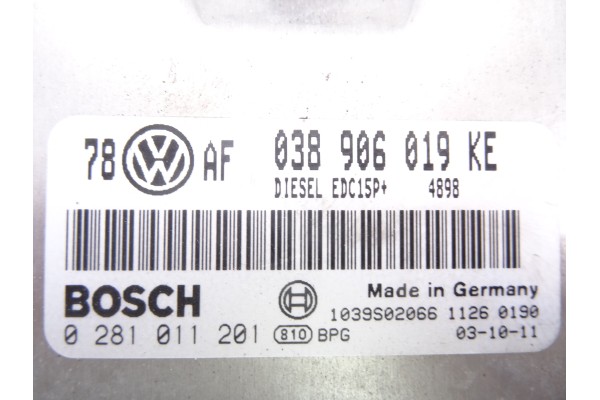 78 VW AF 038 906 019 KE
DIESEL EDC15P+ 4898
BOSCH Made in Germany
1039S02066 1126 0190
0 281 011 201 810 BPG 03-10-11